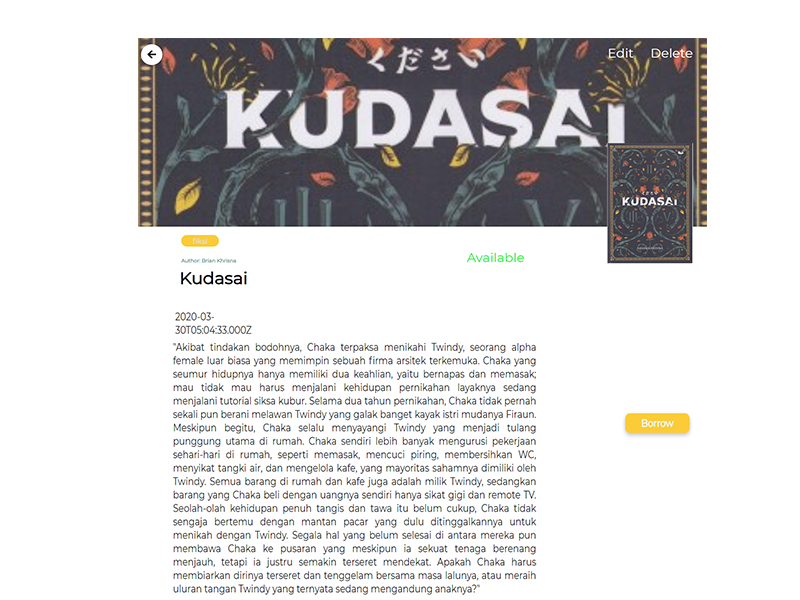 ください
KUDASAI
Edit Delete
ください
KUDASAI
fiksi
Author: Brian Khrisna
Available
Kudasai
2020-03-
30T05:04:33.000Z
"Akibat tindakan bodohnya, Chaka terpaksa menikahi Twindy, seorang alpha
female luar biasa yang memimpin sebuah firma arsitek terkemuka. Chaka yang
seumur hidupnya hanya memiliki dua keahlian, yaitu bernapas dan memasak;
mau tidak mau harus menjalani kehidupan pernikahan layaknya sedang
menjalani tutorial siksa kubur. Selama dua tahun pernikahan, Chaka tidak pernah
sekali pun berani melawan Twindy yang galak banget kayak istri mudanya Firaun.
Meskipun begitu, Chaka selalu menyayangi Twindy yang menjadi tulang
punggung utama di rumah. Chaka sendiri lebih banyak mengurusi pekerjaan
sehari-hari di rumah, seperti memasak, mencuci piring, membersihkan WC,
menyikat tangki air, dan mengelola kafe, yang mayoritas sahamnya dimiliki oleh
Twindy. Semua barang di rumah dan kafe juga adalah milik Twindy, sedangkan
barang yang Chaka beli dengan uangnya sendiri hanya sikat gigi dan remote TV.
Seolah-olah kehidupan penuh tangis dan tawa itu belum cukup, Chaka tidak
sengaja bertemu dengan mantan pacar yang dulu ditinggalkannya untuk
menikah dengan Twindy. Segala hal yang belum selesai di antara mereka pun
membawa Chaka ke pusaran yang meskipun ia sekuat tenaga berenang
menjauh, tetapi ia justru semakin terseret mendekat. Apakah Chaka harus
membiarkan dirinya terseret dan tenggelam bersama masa lalunya, atau meraih
uluran tangan Twindy yang ternyata sedang mengandung anaknya?"
Borrow